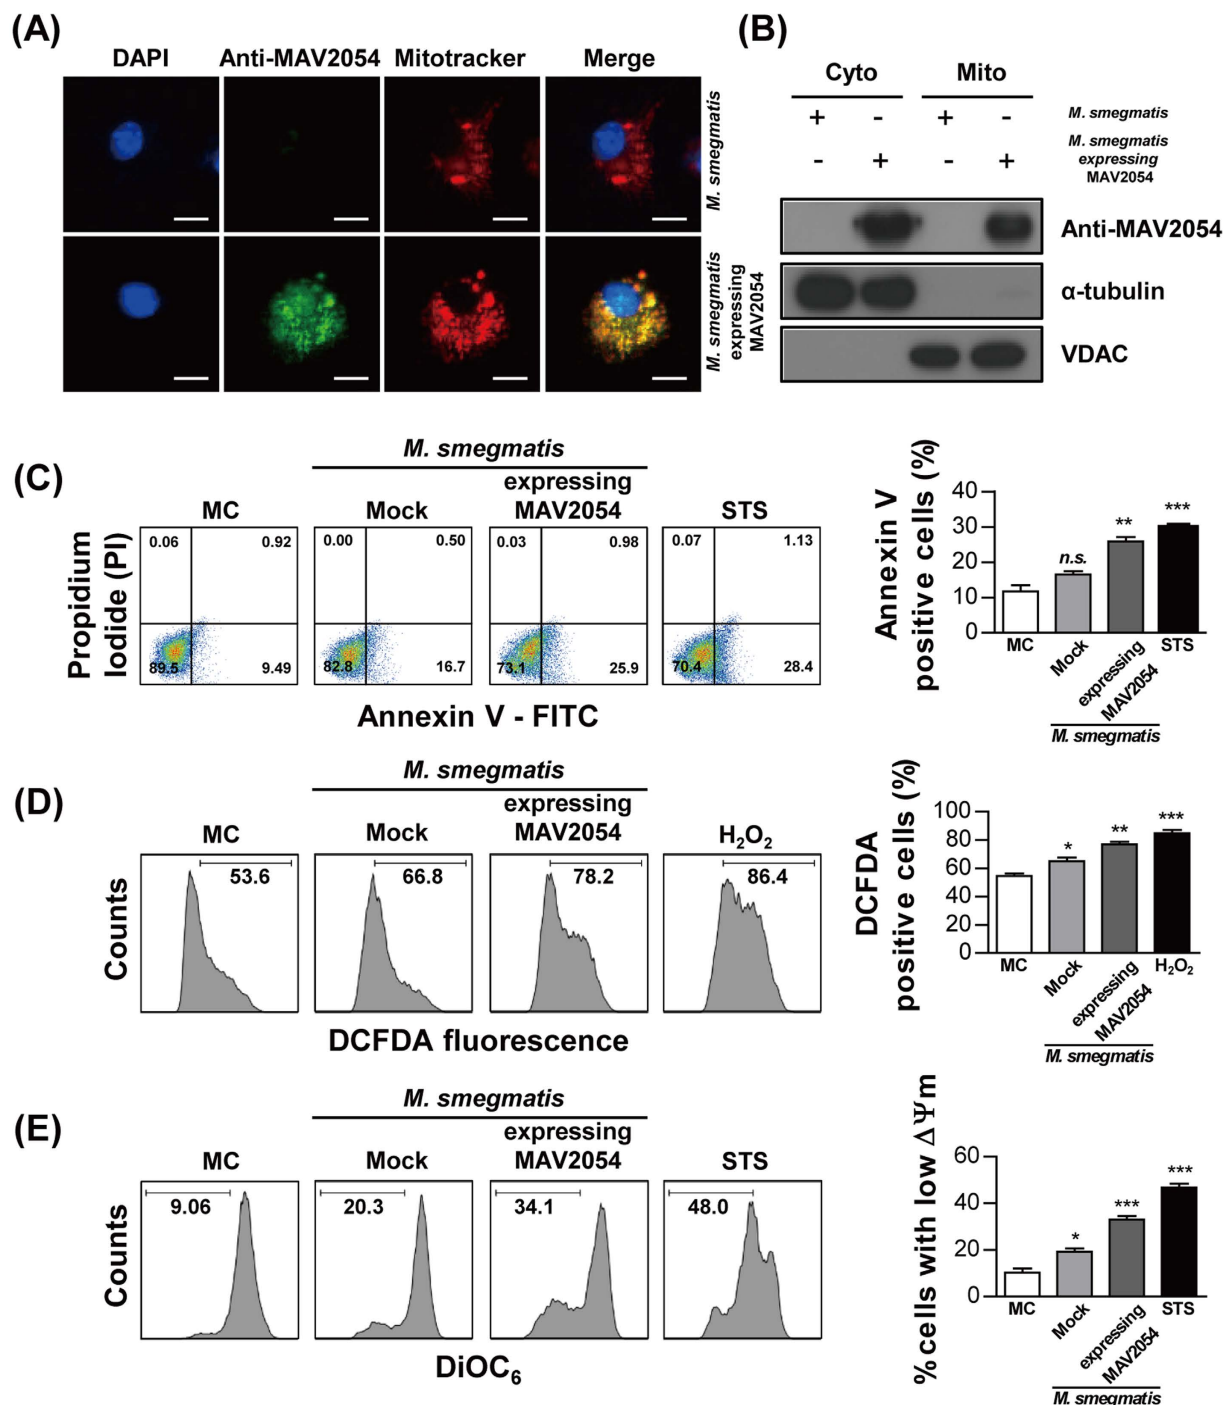 (A)
DAPI Anti-MAV2054 Mitotracker Merge
M. smegmatis
M. smegmatis
expressing
MAV2054
(B)
Cyto Mito
+ - + - M. smegmatis
- + - + M. smegmatis
expressing
MAV2054
Anti-MAV2054
α-tubulin
VDAC
(C)
M. smegmatis
MC Mock expressing
MAV2054 STS
Propidium
Iodide (PI)
0.06 0.92 0.00 0.50 0.03 0.98 0.07 1.13
89.5 9.49 82.8 16.7 73.1 25.9 70.4 28.4
Annexin V - FITC
Annexin V
positive cells (%)
40
30
20
10
0
n.s. ** ***
MC Mock expressing
MAV2054 STS
M. smegmatis
(D)
M. smegmatis
MC Mock expressing
MAV2054 H₂O₂
Counts
53.6 66.8 78.2 86.4
DCFDA fluorescence
DCFDA
positive cells (%)
100
80
60
40
20
0
* ** ***
MC Mock expressing
MAV2054 H₂O₂
M. smegmatis
(E)
M. smegmatis
MC Mock expressing
MAV2054 STS
Counts
9.06 20.3 34.1 48.0
DiOC₆
%cells with low ΔΨm
60
40
20
0
* *** ***
MC Mock expressing
MAV2054 STS
M. smegmatis